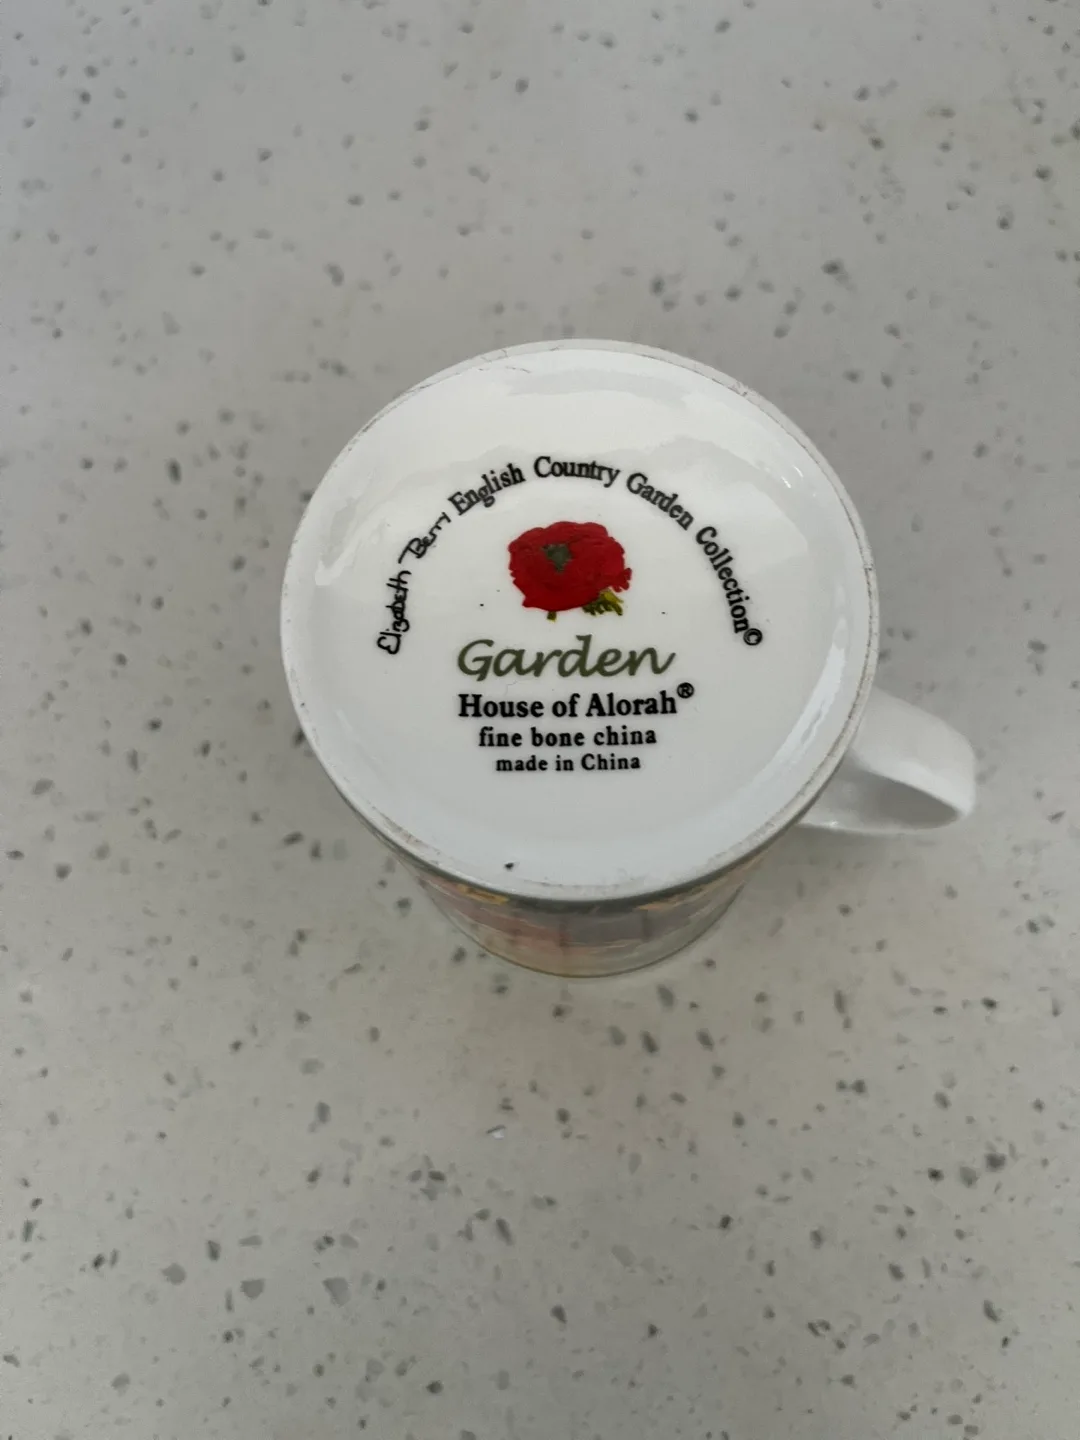 Elizabeth Berri English Country Garden Collection©
Garden
House of Alorah®
fine bone china
made in China